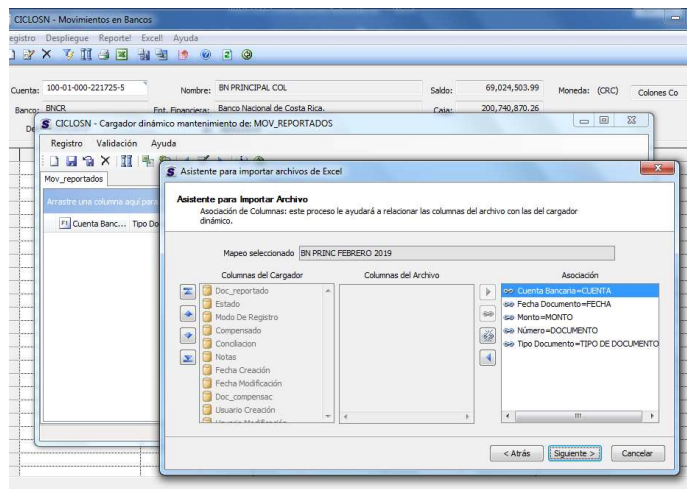 CICLOSN - Movimientos en Bancos
egistro Despliegue Reporte! Excel! Ayuda
Cuenta: 100-01-000-221725-5 Nombre: BN PRINCIPAL COL Saldo: 69,024,503.99 Moneda: (CRC) Colones Co
Banco: BNCR Ent. Financiera: Banco Nacional de Costa Rica. Caja: 200,740,870.26
De
CICLOSN - Cargador dinámico mantenimiento de: MOV_REPORTADOS
Registro Validación Ayuda
Mov_reportados
Arrastre una columna aquí para
Cuenta Banc... Tipo Do
Asistente para importar archivos de Excel
Asistente para Importar Archivo
Asociación de Columnas: este proceso le ayudará a relacionar las columnas del archivo con las del cargador
dinámico.
Mapeo seleccionado BN PRINC FEBRERO 2019
Columnas del Cargador Columnas del Archivo Asociación
Doc_reportado
Estado
Modo De Registro
Compensado
Conciliacion
Notas
Fecha Creación
Fecha Modificación
Doc_compensac
Usuario Creación
Cuenta Bancaria=CUENTA
Fecha Documento=FECHA
Monto=MONTO
Número=DOCUMENTO
Tipo Documento=TIPO DE DOCUMENTO
< Atrás Siguiente > Cancelar